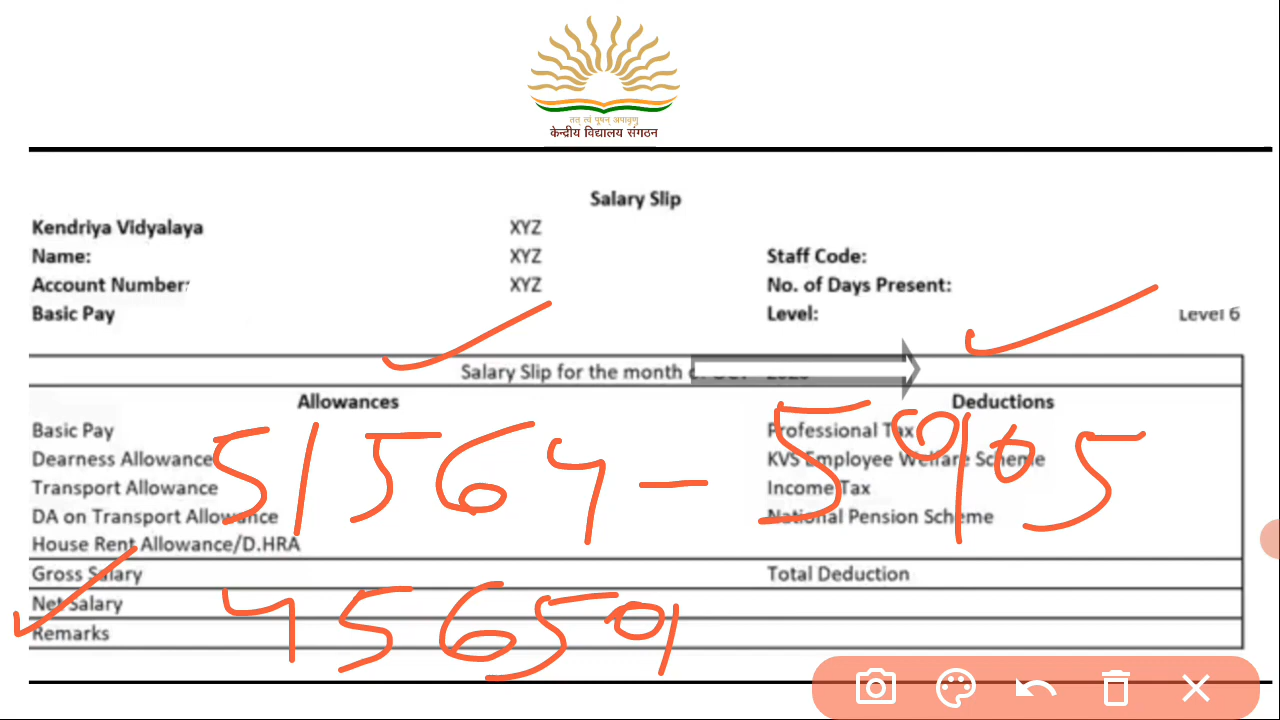 तत् त्वं पूषन् अपावृणु
केन्द्रीय विद्यालय संगठन
Salary Slip
Kendriya Vidyalaya XYZ
Name: XYZ Staff Code:
Account Number: XYZ No. of Days Present:
Basic Pay Level: Level 6
Salary Slip for the month
Allowances Deductions
Basic Pay Professional Tax
Dearness Allowance KVS Employee Welfare Scheme
Transport Allowance Income Tax
DA on Transport Allowance National Pension Scheme
51564 - 5905
House Rent Allowance/D.HRA
Gross Salary Total Deduction
Net Salary
45659
Remarks